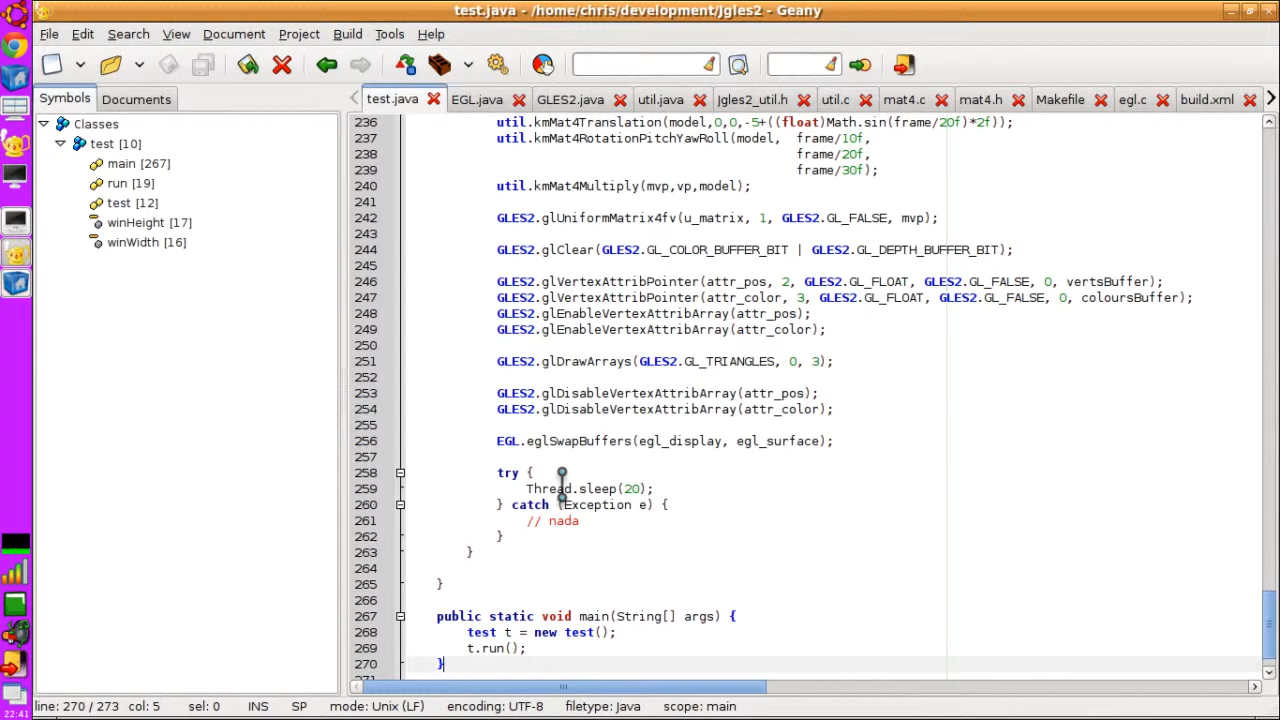 test.java - /home/chris/development/Jgles2 - Geany
File Edit Search View Document Project Build Tools Help
Symbols Documents
test.java EGL.java GLES2.java util.java Jgles2_util.h util.c mat4.c mat4.h Makefile egl.c build.xml
Classes
test [10]
main [267]
run [19]
test [12]
winHeight [17]
winWidth [16]
236 util.kmMat4Translation(model,0,0,-5+((float)Math.sin(frame/20f)*2f));
237 util.kmMat4RotationPitchYawRoll(model, frame/10f,
238 frame/20f,
239 frame/30f);
240 util.kmMat4Multiply(mvp,vp,model);
241
242 GLES2.glUniformMatrix4fv(u_matrix, 1, GLES2.GL_FALSE, mvp);
243
244 GLES2.glClear(GLES2.GL_COLOR_BUFFER_BIT | GLES2.GL_DEPTH_BUFFER_BIT);
245
246 GLES2.glVertexAttribPointer(attr_pos, 2, GLES2.GL_FLOAT, GLES2.GL_FALSE, 0, vertsBuffer);
247 GLES2.glVertexAttribPointer(attr_color, 3, GLES2.GL_FLOAT, GLES2.GL_FALSE, 0, coloursBuffer);
248 GLES2.glEnableVertexAttribArray(attr_pos);
249 GLES2.glEnableVertexAttribArray(attr_color);
250
251 GLES2.glDrawArrays(GLES2.GL_TRIANGLES, 0, 3);
252
253 GLES2.glDisableVertexAttribArray(attr_pos);
254 GLES2.glDisableVertexAttribArray(attr_color);
255
256 EGL.eglSwapBuffers(egl_display, egl_surface);
257
258 try {
259 Thread.sleep(20);
260 } catch (Exception e) {
261 // nada
262 }
263 }
264
265 }
266
267 public static void main(String[] args) {
268 test t = new test();
269 t.run();
270 }
271
line: 270 / 273 col: 5 sel: 0 INS SP mode: Unix (LF) encoding: UTF-8 filetype: Java scope: main
22:41